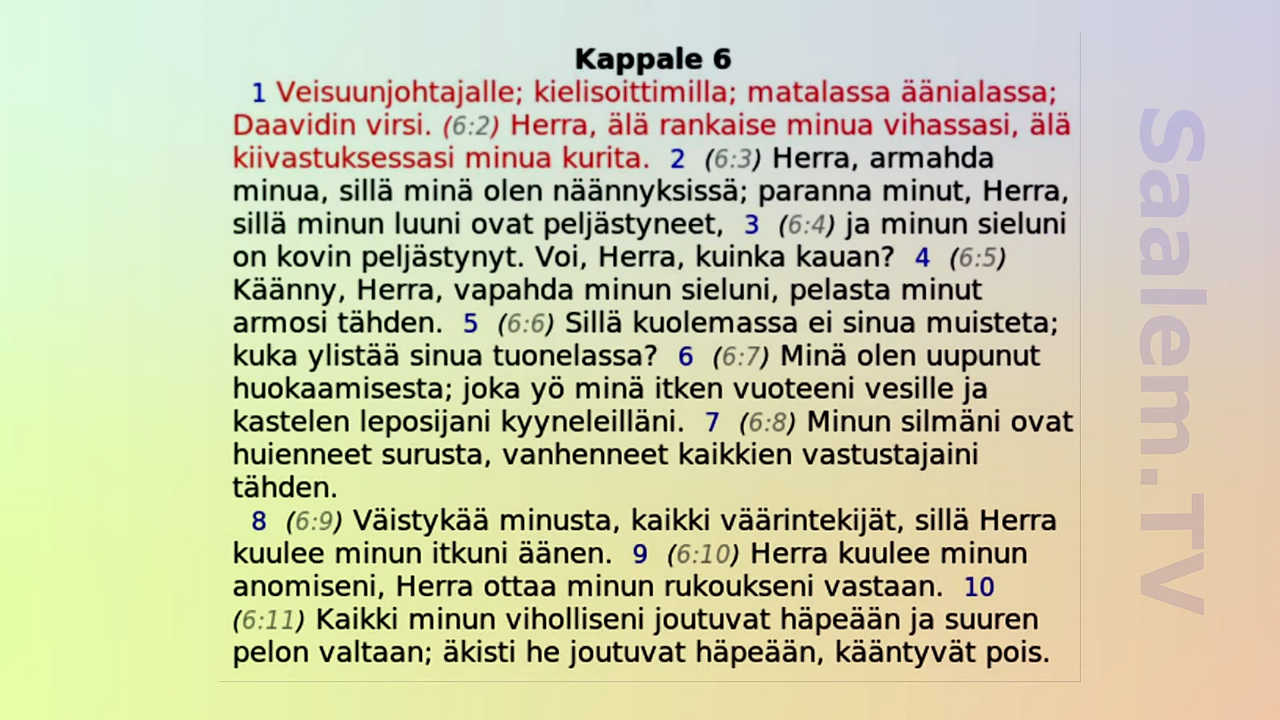 Kappale 6
1 Veisuunjohtajalle; kielisoittimilla; matalassa äänialassa;
Daavidin virsi. (6:2) Herra, älä rankaise minua vihassasi, älä
kiivastuksessasi minua kurita. 2 (6:3) Herra, armahda
minua, sillä minä olen näännyksissä; paranna minut, Herra,
sillä minun luuni ovat peljästyneet, 3 (6:4) ja minun sieluni
on kovin peljästynyt. Voi, Herra, kuinka kauan? 4 (6:5)
Käänny, Herra, vapahda minun sieluni, pelasta minut
armosi tähden. 5 (6:6) Sillä kuolemassa ei sinua muisteta;
kuka ylistää sinua tuonelassa? 6 (6:7) Minä olen uupunut
huokaamisesta; joka yö minä itken vuoteeni vesille ja
kastelen leposijani kyyneleilläni. 7 (6:8) Minun silmäni ovat
huienneet surusta, vanhenneet kaikkien vastustajaini
tähden.
8 (6:9) Väistykää minusta, kaikki väärintekijät, sillä Herra
kuulee minun itkuni äänen. 9 (6:10) Herra kuulee minun
anomiseni, Herra ottaa minun rukoukseni vastaan. 10
(6:11) Kaikki minun viholliseni joutuvat häpeään ja suuren
pelon valtaan; äkisti he joutuvat häpeään, kääntyvät pois.
Saalem.TV